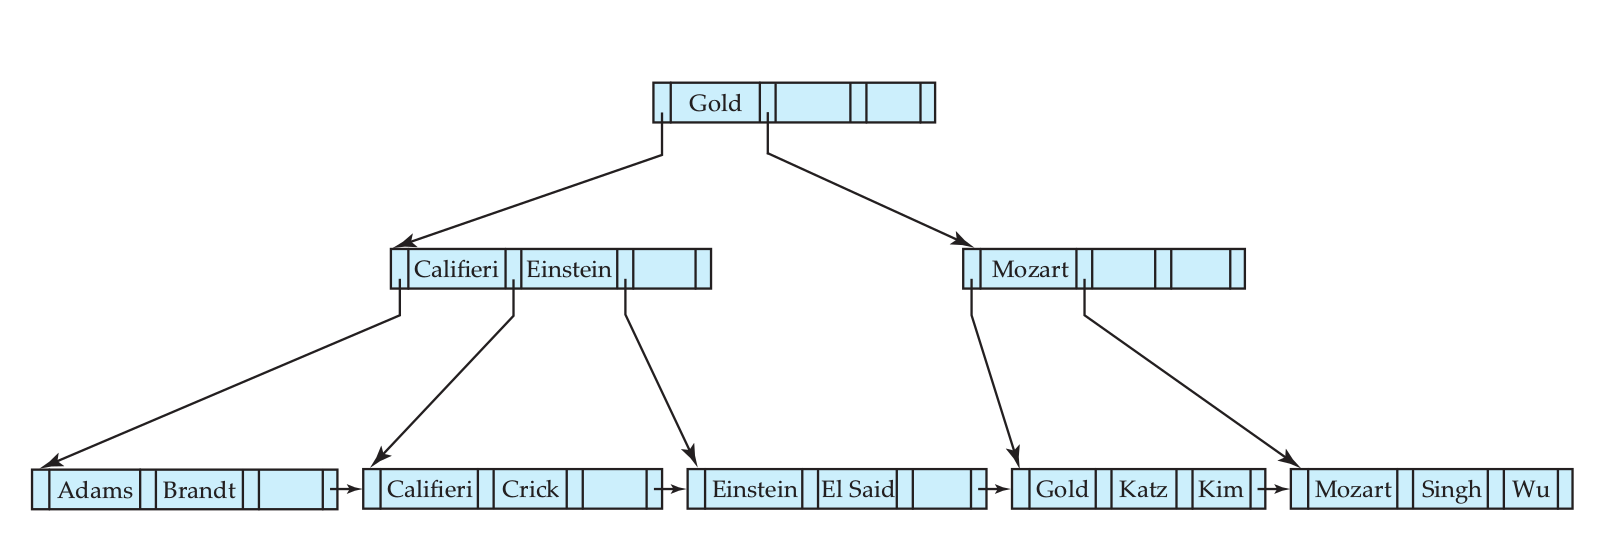 Gold
Califieri Einstein
Mozart
Adams Brandt
Califieri Crick
Einstein El Said
Gold Katz Kim
Mozart Singh Wu